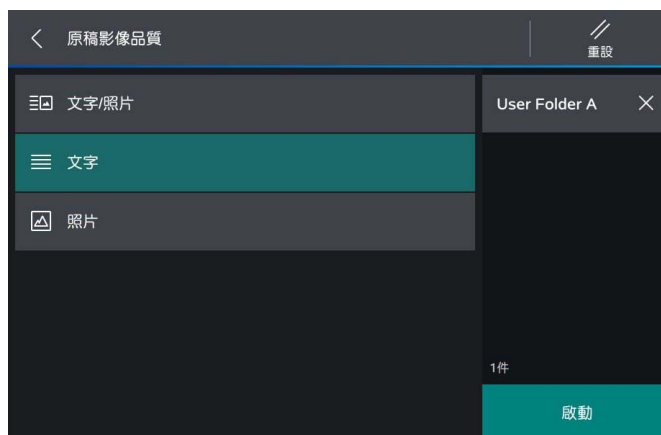 原稿影像品質
重設
文字/照片
文字
照片
User Folder A
1件
啟動